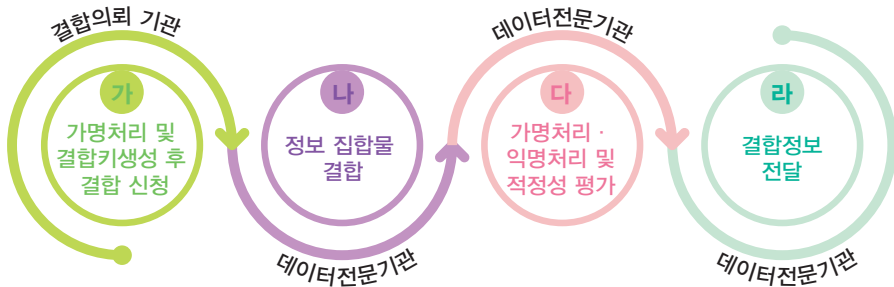 결합의뢰 기관
가
가명처리 및
결합키생성 후
결합 신청
나
정보 집합물
결합
데이터전문기관
데이터전문기관
다
가명처리 ·
익명처리 및
적정성 평가
라
결합정보
전달
데이터전문기관